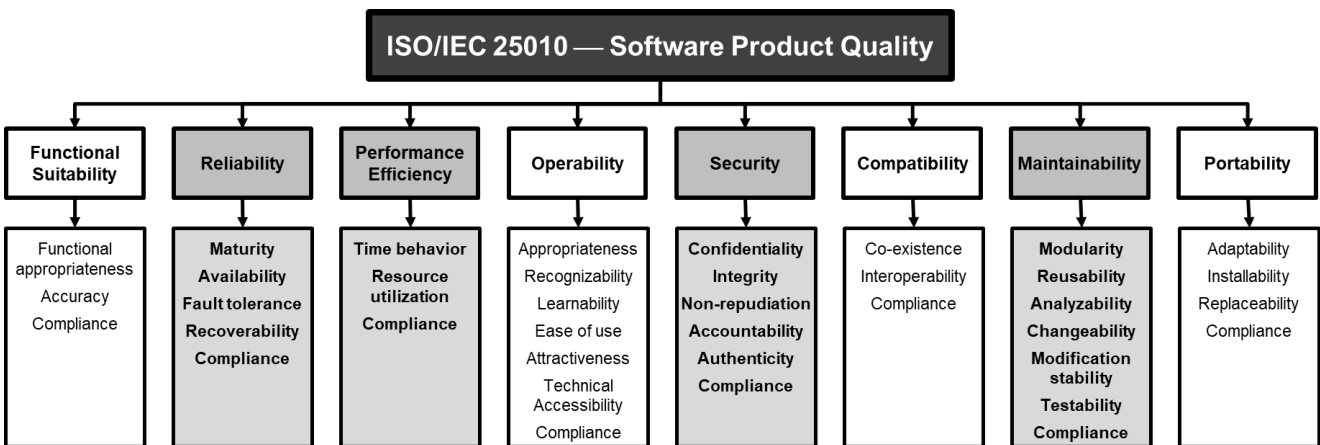 ISO/IEC 25010 — Software Product Quality
Functional
Suitability
Reliability
Performance
Efficiency
Operability
Security
Compatibility
Maintainability
Portability
Functional
appropriateness
Accuracy
Compliance
Maturity
Availability
Fault tolerance
Recoverability
Compliance
Time behavior
Resource
utilization
Compliance
Appropriateness
Recognizability
Learnability
Ease of use
Attractiveness
Technical
Accessibility
Compliance
Confidentiality
Integrity
Non-repudiation
Accountability
Authenticity
Compliance
Co-existence
Interoperability
Compliance
Modularity
Reusability
Analyzability
Changeability
Modification
stability
Testability
Compliance
Adaptability
Installability
Replaceability
Compliance